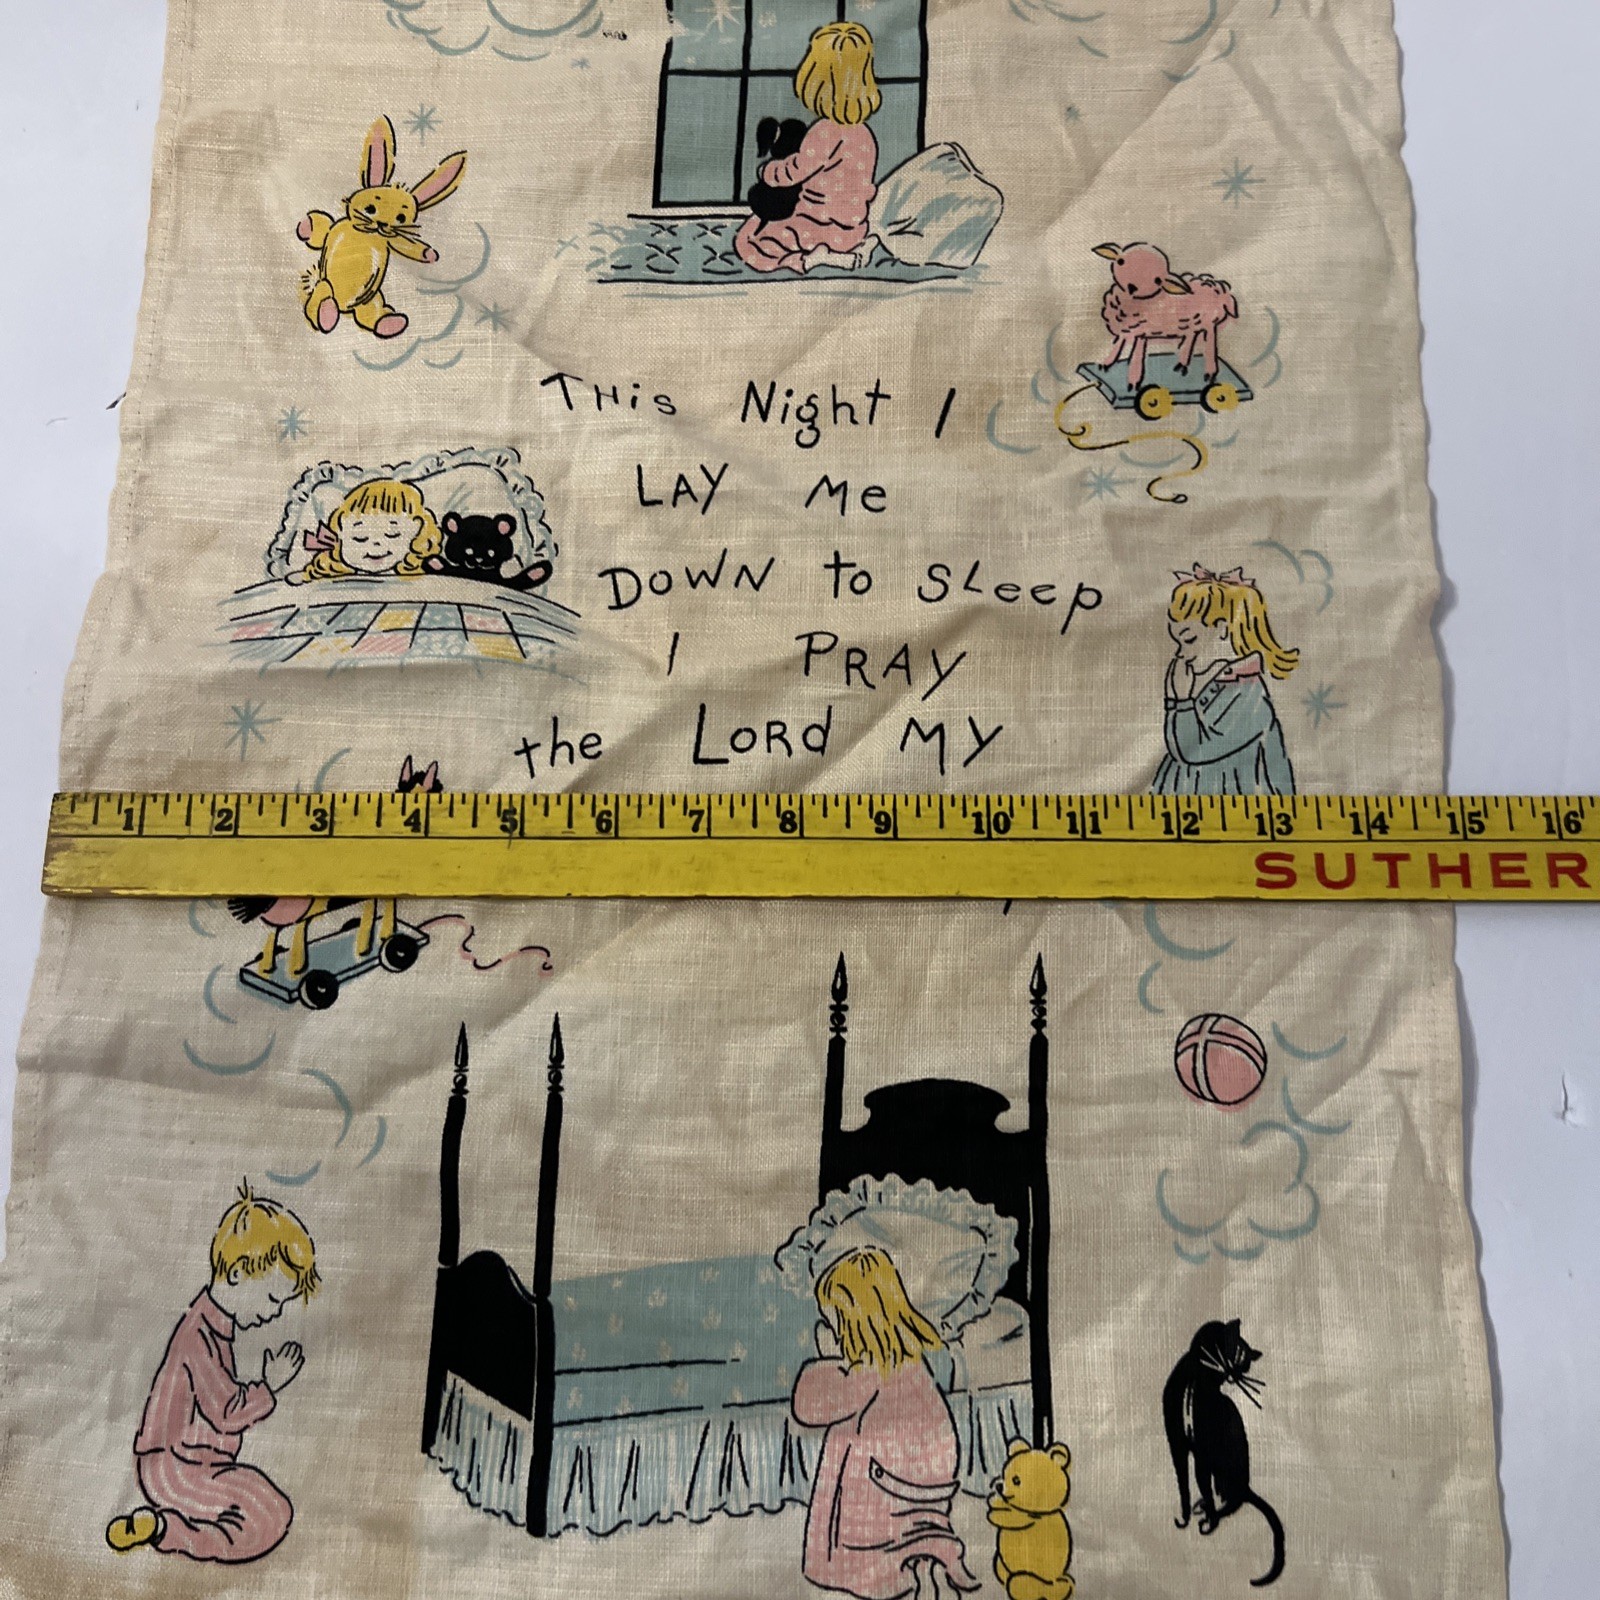 THis Night I
LAY Me
DOWN to SLeep
I PRAY
the LORD MY
1 2 3 4 5 6 7 8 9 10 11 12 13 14 15 16
SUTHER